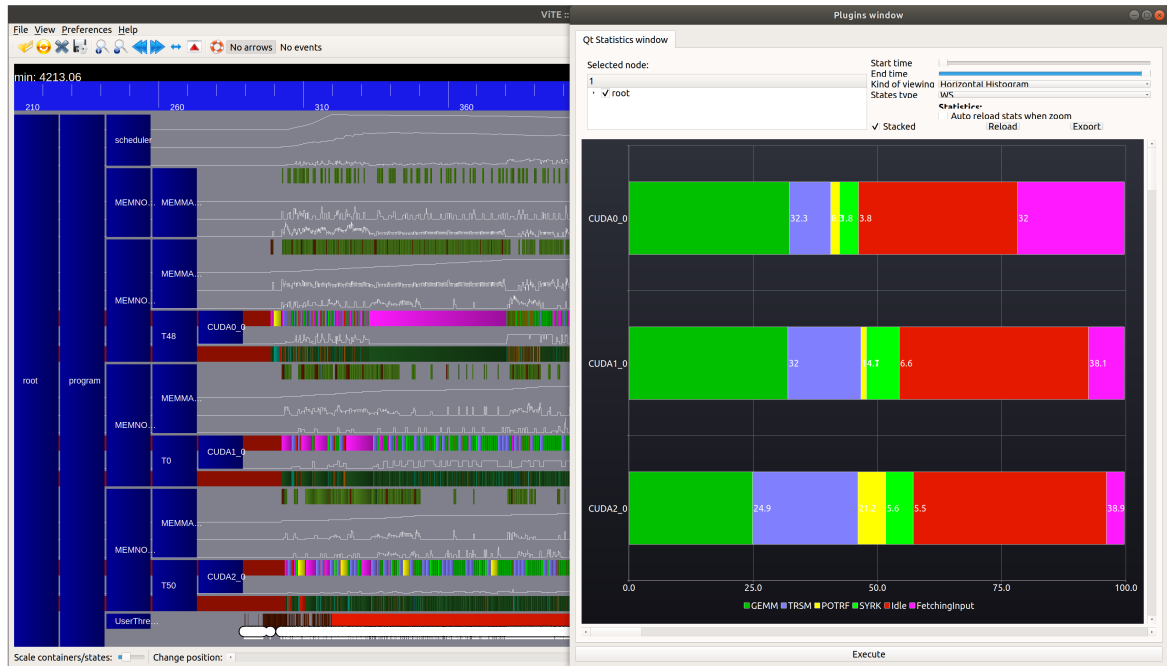 ViTE ::
File View Preferences Help
No arrows No events
min: 4213.06
210 260 310 360
scheduler
MEMNO... MEMMA...
MEMMA...
MEMNO...
CUDA0_0
T48
root program
MEMMA...
MEMNO...
CUDA1_0
T0
MEMMA...
MEMNO...
CUDA2_0
T50
UserThre...
Scale containers/states: Change position:
Plugins window
Qt Statistics window
Selected node:
1
root
Start time
End time
Kind of viewing Horizontal Histogram
States type WS
Statistics:
Auto reload stats when zoom
Stacked Reload Export
CUDA0_0 32.3 3.8 3.8 32
CUDA1_0 32 6.6 38.1
CUDA2_0 24.9 21.2 5.6 5.5 38.9
0.0 25.0 50.0 75.0 100.0
GEMM TRSM POTRF SYRK Idle FetchingInput
Execute